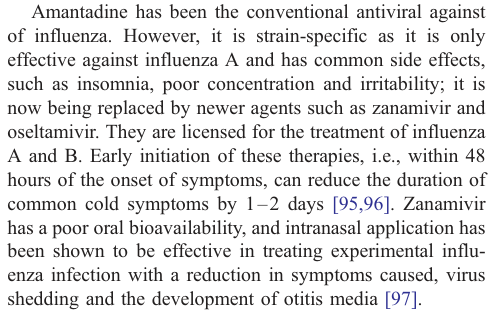 Amantadine has been the conventional antiviral against
of influenza. However, it is strain-specific as it is only
effective against influenza A and has common side effects,
such as insomnia, poor concentration and irritability; it is
now being replaced by newer agents such as zanamivir and
oseltamivir. They are licensed for the treatment of influenza
A and B. Early initiation of these therapies, i.e., within 48
hours of the onset of symptoms, can reduce the duration of
common cold symptoms by 1–2 days [95,96]. Zanamivir
has a poor oral bioavailability, and intranasal application has
been shown to be effective in treating experimental influ-
enza infection with a reduction in symptoms caused, virus
shedding and the development of otitis media [97].